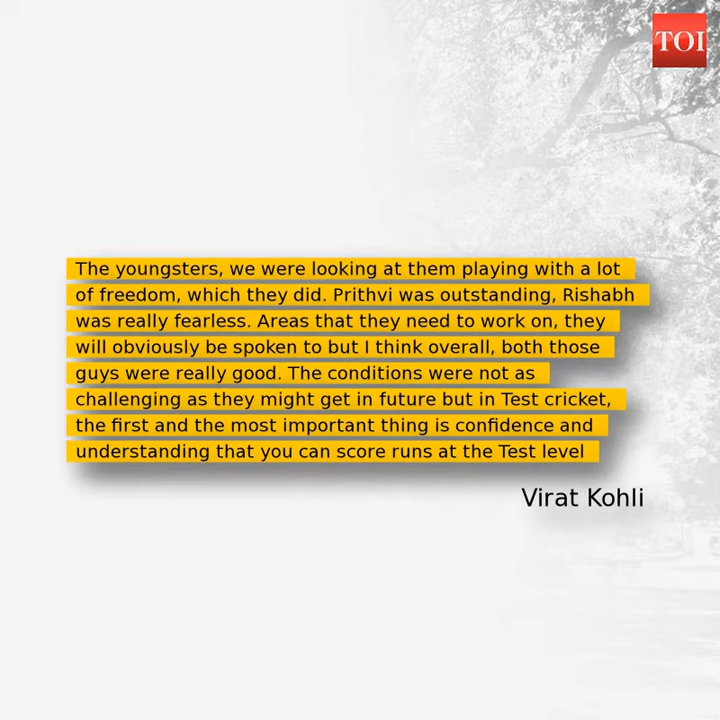 TOI
The youngsters, we were looking at them playing with a lot
of freedom, which they did. Prithvi was outstanding, Rishabh
was really fearless. Areas that they need to work on, they
will obviously be spoken to but I think overall, both those
guys were really good. The conditions were not as
challenging as they might get in future but in Test cricket,
the first and the most important thing is confidence and
understanding that you can score runs at the Test level
Virat Kohli